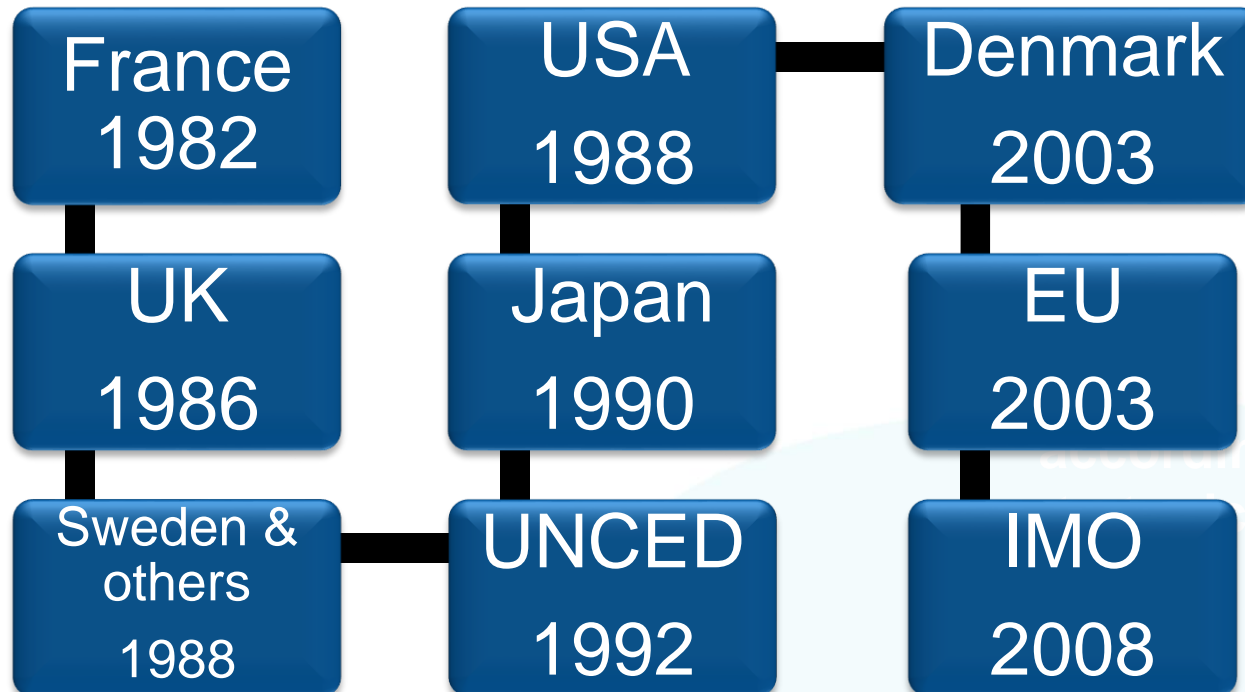 France
1982
UK
1986
Sweden &
others
1988
USA
1988
Japan
1990
UNCED
1992
Denmark
2003
EU
2003
IMO
2008